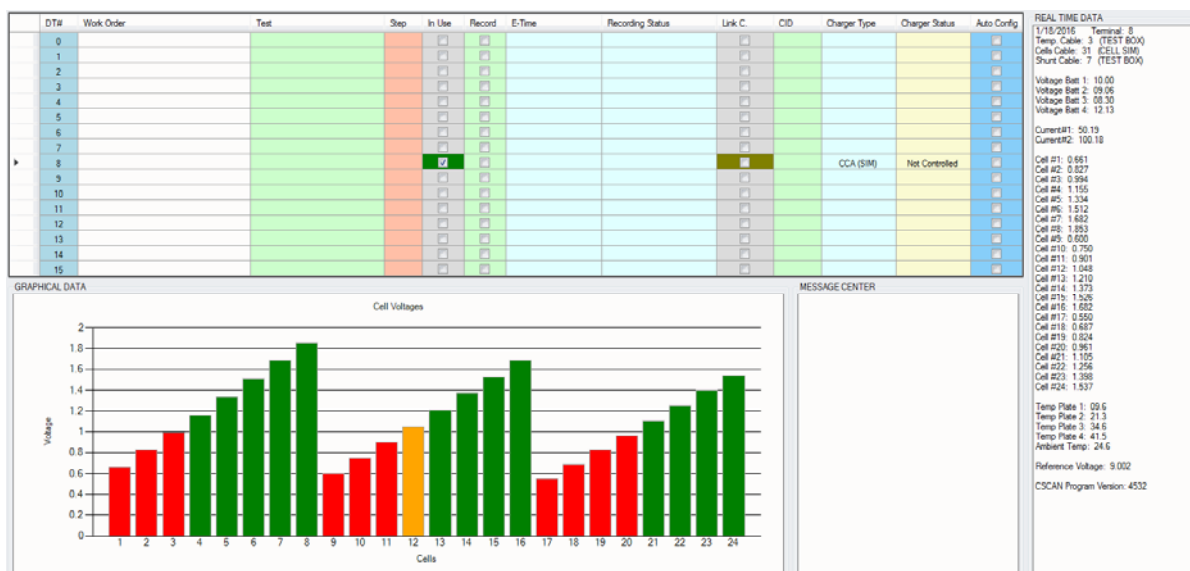 DT# Work Order Test Step In Use Record E-Time Recording Status Link C. CID Charger Type Charger Status Auto Config
0
1
2
3
4
5
6
7
8 CCA (SIM) Not Controlled
9
10
11
12
13
14
15
GRAPHICAL DATA
Cell Voltages
Voltage
2
1.8
1.6
1.4
1.2
1
0.8
0.6
0.4
0.2
0
1 2 3 4 5 6 7 8 9 10 11 12 13 14 15 16 17 18 19 20 21 22 23 24
Cells
MESSAGE CENTER
REAL TIME DATA
1/18/2016 Terminal: 8
Temp. Cable: 3 (TEST BOX)
Cells Cable: 31 (CELL SIM)
Shunt Cable: 7 (TEST BOX)
Voltage Batt 1: 10.00
Voltage Batt 2: 09.06
Voltage Batt 3: 08.30
Voltage Batt 4: 12.13
Current#1: 50.19
Current#2: 100.18
Cell #1: 0.661
Cell #2: 0.827
Cell #3: 0.994
Cell #4: 1.155
Cell #5: 1.334
Cell #6: 1.512
Cell #7: 1.682
Cell #8: 1.853
Cell #9: 0.600
Cell #10: 0.750
Cell #11: 0.901
Cell #12: 1.048
Cell #13: 1.210
Cell #14: 1.373
Cell #15: 1.526
Cell #16: 1.682
Cell #17: 0.550
Cell #18: 0.687
Cell #19: 0.824
Cell #20: 0.961
Cell #21: 1.105
Cell #22: 1.256
Cell #23: 1.398
Cell #24: 1.537
Temp Plate 1: 09.6
Temp Plate 2: 21.3
Temp Plate 3: 34.6
Temp Plate 4: 41.5
Ambient Temp: 24.6
Reference Voltage: 9.002
CSCAN Program Version: 4532